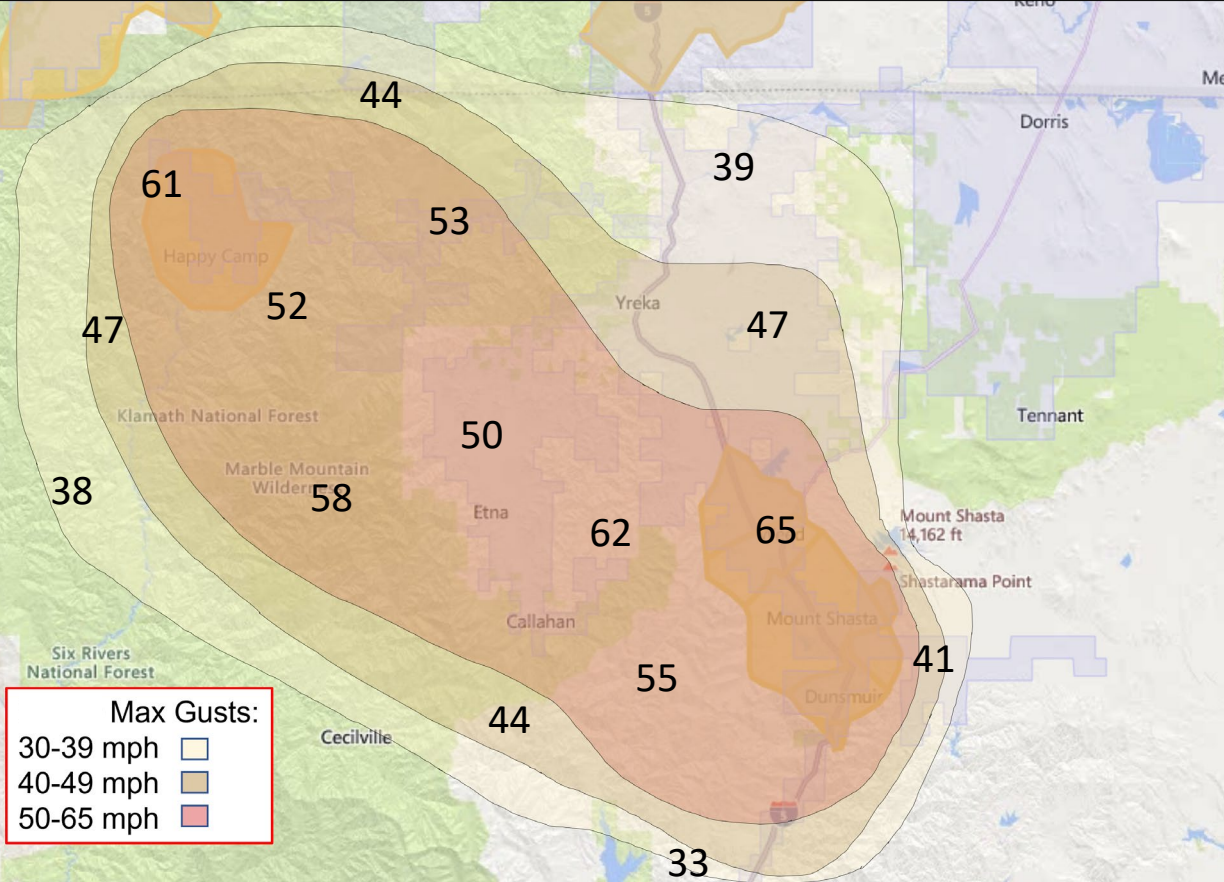 Reno
5
Me
44
Dorris
39
61
53
Happy Camp
Yreka
52
47
47
Klamath National Forest
Tennant
50
Marble Mountain
Wilderness
38
58
Etna
62
65
Mount Shasta
14,162 ft
Shastarama Point
Callahan
Mount Shasta
Six Rivers
National Forest
41
55
Dunsmuir
44
Cecilville
Max Gusts:
30-39 mph
40-49 mph
50-65 mph
33